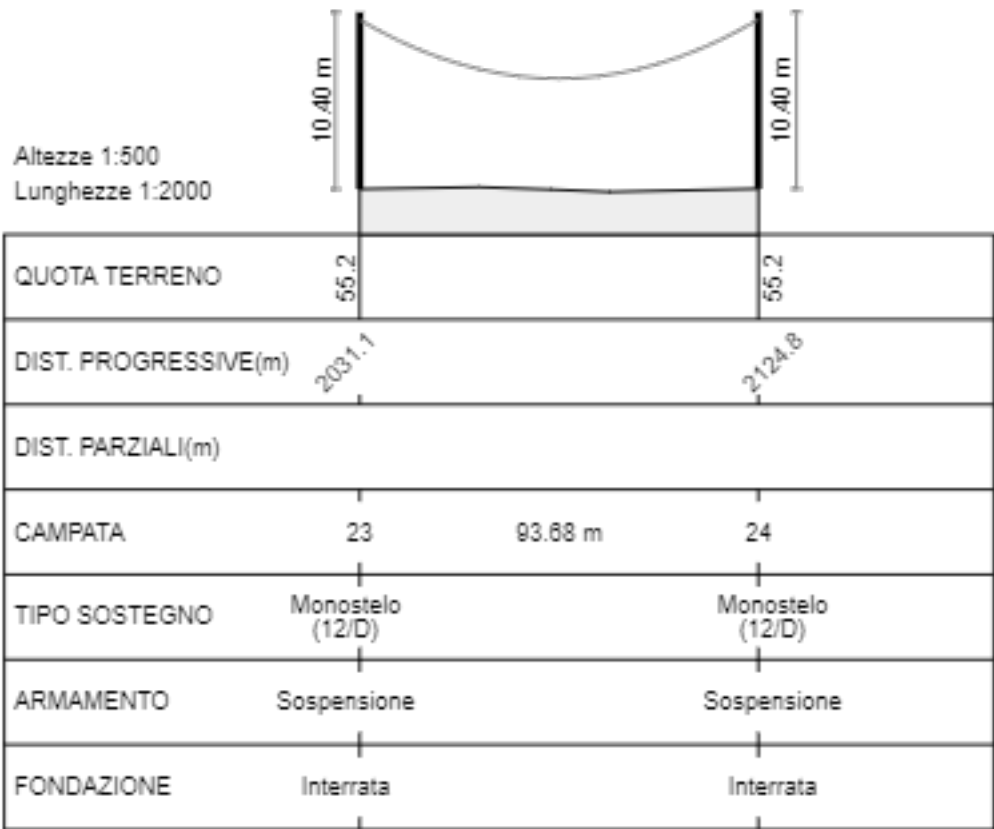 10.40 m
10.40 m
Altezze 1:500
Lunghezze 1:2000
QUOTA TERRENO 55.2 55.2
DIST. PROGRESSIVE(m) 2031.1 2124.8
DIST. PARZIALI(m)
CAMPATA 23 93.68 m 24
TIPO SOSTEGNO Monostelo Monostelo
(12/D) (12/D)
ARMAMENTO Sospensione Sospensione
FONDAZIONE Interrata Interrata